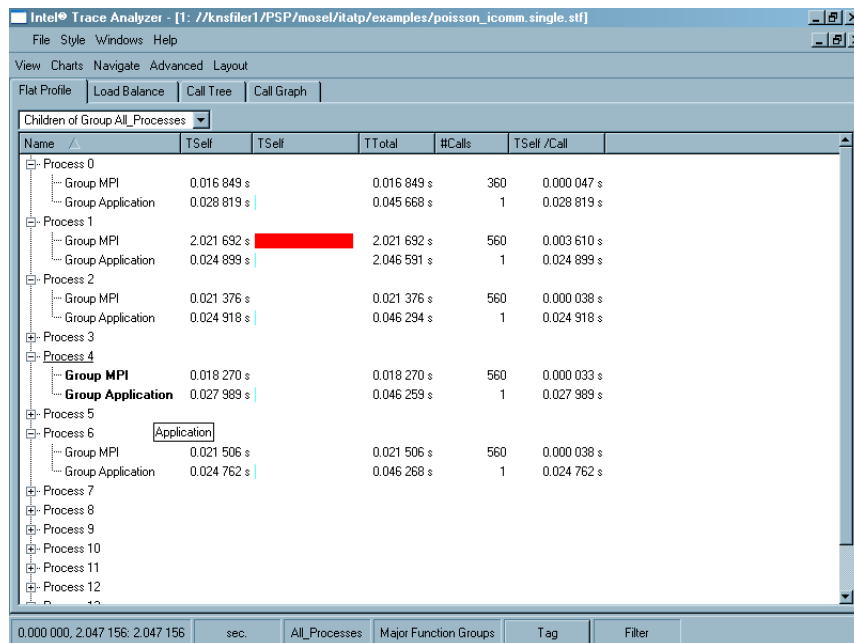 Intel® Trace Analyzer - [1: //knsfiler1/PSP/mosel/itatp/examples/poisson_icomm.single.stf]
File Style Windows Help
View Charts Navigate Advanced Layout
Flat Profile Load Balance Call Tree Call Graph
Children of Group All_Processes
Name TSelf TSelf TTotal #Calls TSelf /Call
Process 0
Group MPI 0.016 849 s 0.016 849 s 360 0.000 047 s
Group Application 0.028 819 s 0.045 668 s 1 0.028 819 s
Process 1
Group MPI 2.021 692 s 2.021 692 s 560 0.003 610 s
Group Application 0.024 899 s 2.046 591 s 1 0.024 899 s
Process 2
Group MPI 0.021 376 s 0.021 376 s 560 0.000 038 s
Group Application 0.024 918 s 0.046 294 s 1 0.024 918 s
Process 3
Process 4
Group MPI 0.018 270 s 0.018 270 s 560 0.000 033 s
Group Application 0.027 989 s 0.046 259 s 1 0.027 989 s
Process 5
Process 6
Application
Group MPI 0.021 506 s 0.021 506 s 560 0.000 038 s
Group Application 0.024 762 s 0.046 268 s 1 0.024 762 s
Process 7
Process 8
Process 9
Process 10
Process 11
Process 12
0.000 000, 2.047 156: 2.047 156 sec. All_Processes Major Function Groups Tag Filter